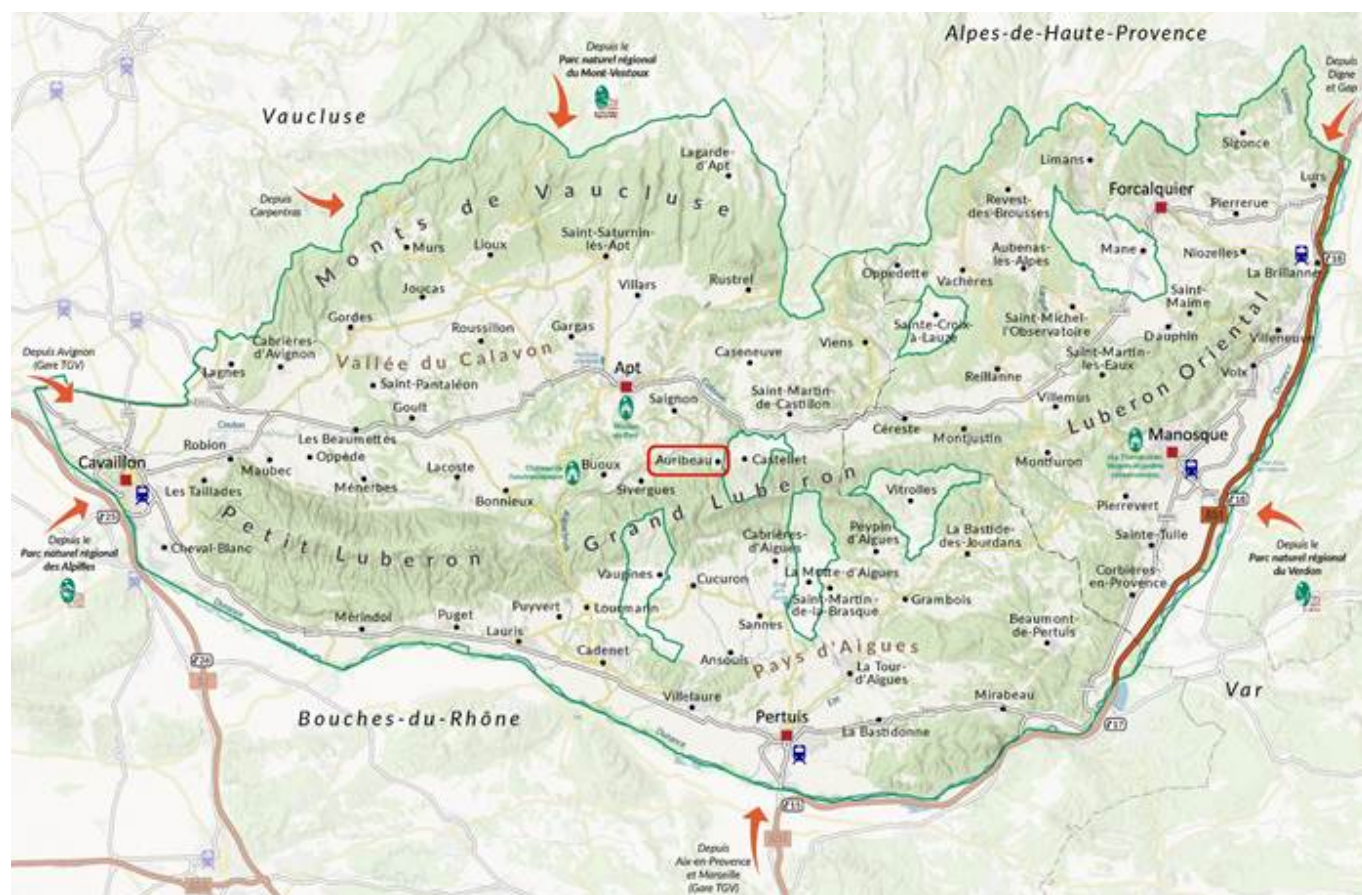 Alpes-de-Haute-Provence
Depuis le
Parc naturel régional
du Mont-Ventoux
Depuis
Digne
et Gap
Vaucluse
Depuis
Carpentras
Monts de Vaucluse
Lagarde-
d'Apt
Sigonce
Limans
Lurs
Forcalquier
Pierrerue
Revest-
des-Brousses
Murs
Lioux
Saint-Saturnin-
lès-Apt
Mane
Niozelles
Aubenas-
les-Alpes
La Brillanne
Oppedette
Vachères
Rustrel
Villars
Joucas
Saint-
Maime
Gordes
Roussillon
Gargas
Sainte-Croix-
à-Lauze
Saint-Michel-
l'Observatoire
Dauphin
Villeneuve
Depuis Avignon
(Gare TGV)
Cabrières-
d'Avignon
Lagnes
Vallée du Calavon
Viens
Caseneuve
Saint-Martin-
les-Eaux
Volx
Apt
Reillanne
Saint-Pantaléon
Saignon
Saint-Martin-
de-Castillon
Villemus
Luberon Oriental
Goult
Céreste
Montjustin
Manosque
Robion
Les Beaumettes
Oppède
Maubec
Cavaillon
Lacoste
Buoux
Auribeau
Castellet
Montfuron
Les Taillades
Ménerbes
Bonnieux
Sivergues
Vitrolles
Pierrevert
Petit Luberon
Grand Luberon
Depuis le
Parc naturel régional
des Alpilles
Cheval-Blanc
Cabrières-
d'Aigues
Peypin-
d'Aigues
La Bastide-
des-Jourdans
Sainte-Tulle
Depuis le
Parc naturel régional
du Verdon
Vaugines
Cucuron
La Motte-d'Aigues
Corbières-
en-Provence
Durance
Mérindol
Puget
Puyvert
Lourmarin
Saint-Martin-
de-la-Brasque
Grambois
Lauris
Sannes
Beaumont-
de-Pertuis
Cadenet
Ansouis
Pays d'Aigues
La Tour-
d'Aigues
Var
Villelaure
Mirabeau
Bouches-du-Rhône
Pertuis
La Bastidonne
Durance
17
Depuis
Aix-en-Provence
et Marseille
(Gare TGV)